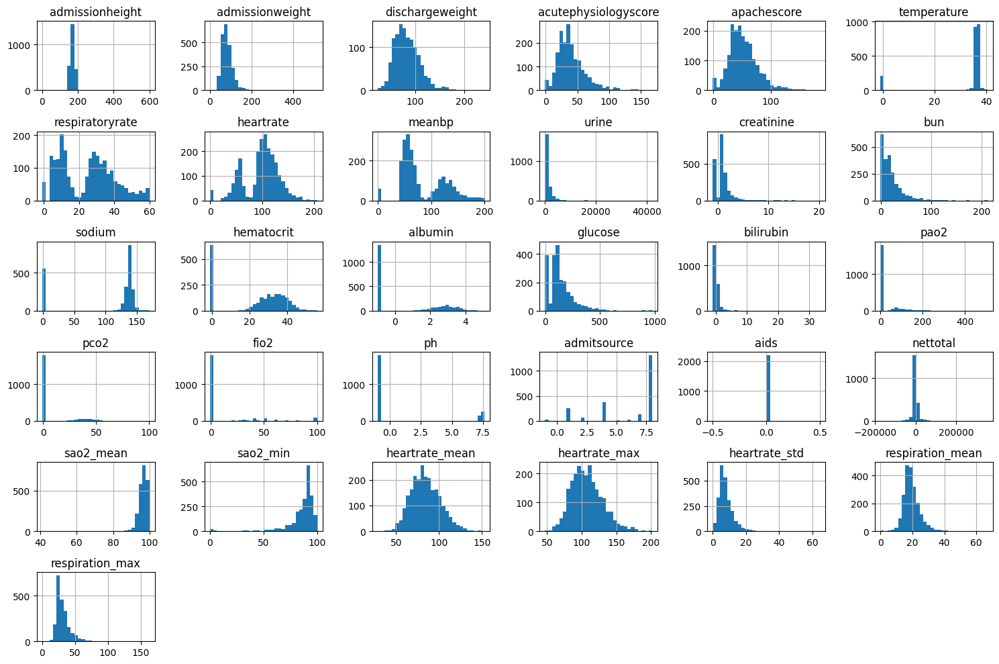 admissionheight admissionweight dischargeweight acutephysiologyscore apachescore temperature
1000 500 0
750 500 250 0
100 0
200 100 0
200 100 0
1000 500 0
0 200 400 600
0 200 400
100 200
0 50 100 150
0 100
0 20 40
respiratoryrate heartrate meanbp urine creatinine bun
200 100 0
200 100 0
200 0
1000 0
500 0
500 250 0
0 20 40 60
0 100 200
0 100 200
0 20000 40000
0 10 20
0 100 200
sodium hematocrit albumin glucose bilirubin pao2
500 0
500 250 0
1000 500 0
400 200 0
1000 500 0
1000 0
0 50 100 150
0 20 40
0 2 4
0 500 1000
0 10 20 30
0 200 400
pco2 fio2 ph admitsource aids nettotal
1000 0
1000 0
1000 0
1000 500 0
2000 1000 0
1000 0
0 50 100
0 50 100
0.0 2.5 5.0 7.5
0.0 2.5 5.0 7.5
−0.5 0.0 0.5
−200000 0 200000
sao2_mean sao2_min heartrate_mean heartrate_max heartrate_std respiration_mean
500 0
500 250 0
200 100 0
200 100 0
500 250 0
400 200 0
40 60 80 100
0 50 100
50 100 150
50 100 150 200
0 20 40 60
0 20 40 60
respiration_max
500 0
0 50 100 150